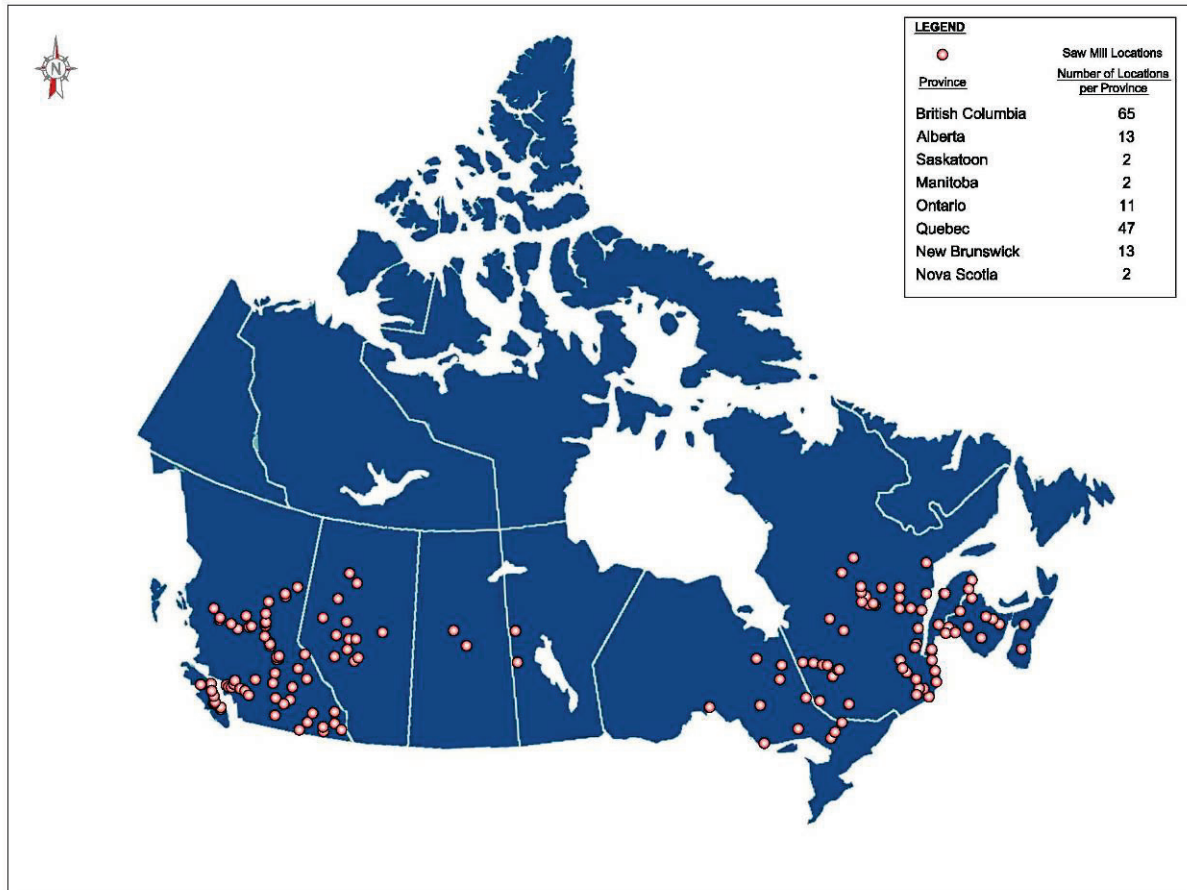 N
LEGEND
Saw Mill Locations
Province
Number of Locations
per Province
British Columbia 65
Alberta 13
Saskatoon 2
Manitoba 2
Ontario 11
Quebec 47
New Brunswick 13
Nova Scotia 2